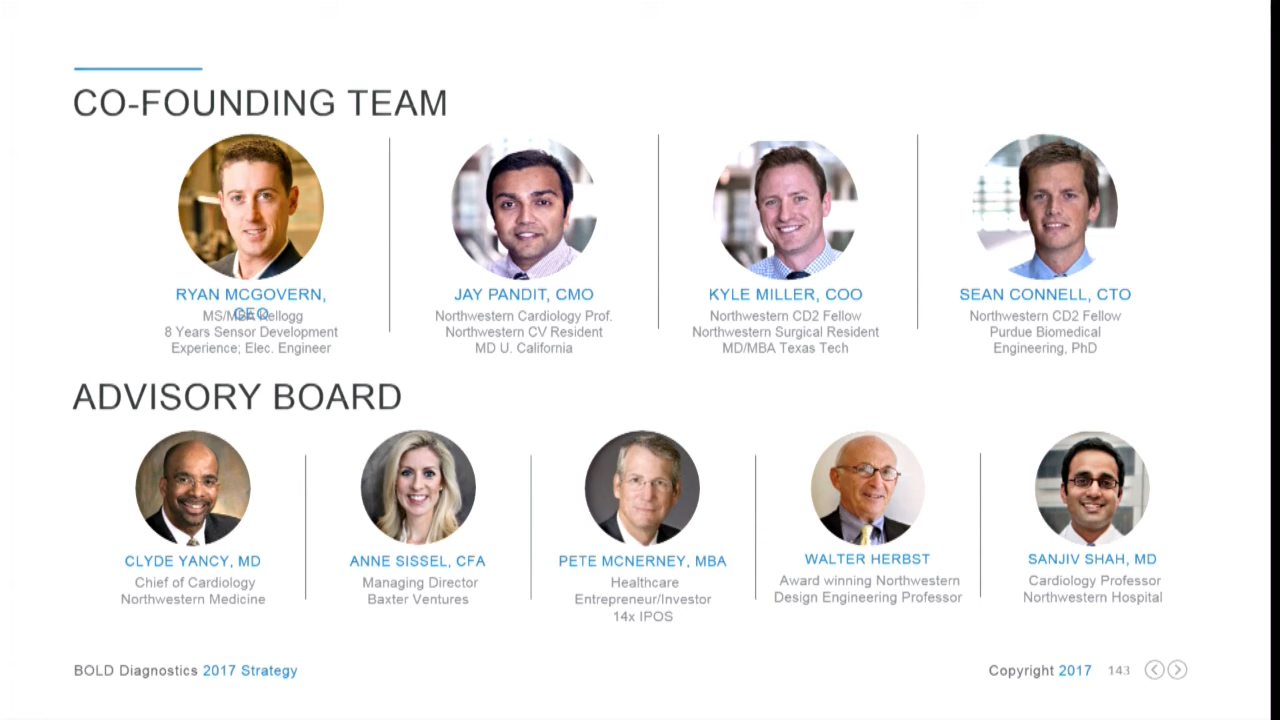 CO-FOUNDING TEAM
RYAN MCGOVERN,
CEO
MS/MBA Kellogg
8 Years Sensor Development
Experience; Elec. Engineer
JAY PANDIT, CMO
Northwestern Cardiology Prof.
Northwestern CV Resident
MD U. California
KYLE MILLER, COO
Northwestern CD2 Fellow
Northwestern Surgical Resident
MD/MBA Texas Tech
SEAN CONNELL, CTO
Northwestern CD2 Fellow
Purdue Biomedical
Engineering, PhD
ADVISORY BOARD
CLYDE YANCY, MD
Chief of Cardiology
Northwestern Medicine
ANNE SISSEL, CFA
Managing Director
Baxter Ventures
PETE MCNERNEY, MBA
Healthcare
Entrepreneur/Investor
14x IPOS
WALTER HERBST
Award winning Northwestern
Design Engineering Professor
SANJIV SHAH, MD
Cardiology Professor
Northwestern Hospital
BOLD Diagnostics 2017 Strategy
Copyright 2017 143